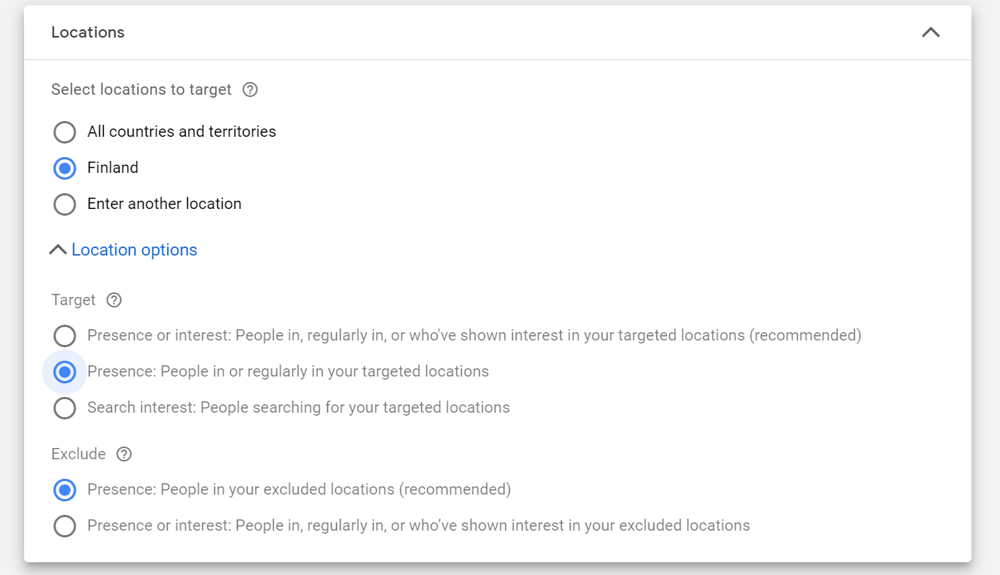 Locations
Select locations to target
All countries and territories
Finland
Enter another location
Location options
Target
Presence or interest: People in, regularly in, or who've shown interest in your targeted locations (recommended)
Presence: People in or regularly in your targeted locations
Search interest: People searching for your targeted locations
Exclude
Presence: People in your excluded locations (recommended)
Presence or interest: People in, regularly in, or who’ve shown interest in your excluded locations